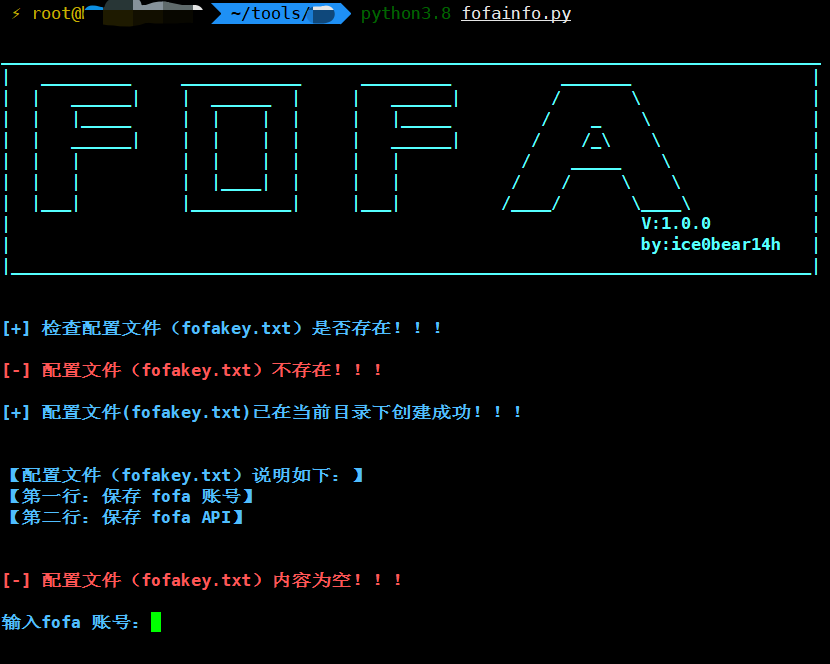 ⚡ root@b ~/tools/ python3.8 fofainfo.py
FOFA
V:1.0.0
by:ice0bear14h
[+] 检查配置文件（fofakey.txt）是否存在！！！
[-] 配置文件（fofakey.txt）不存在！！！
[+] 配置文件(fofakey.txt)已在当前目录下创建成功！！！
【配置文件（fofakey.txt）说明如下：】
【第一行：保存 fofa 账号】
【第二行：保存 fofa API】
[-] 配置文件（fofakey.txt）内容为空！！！
输入fofa 账号：